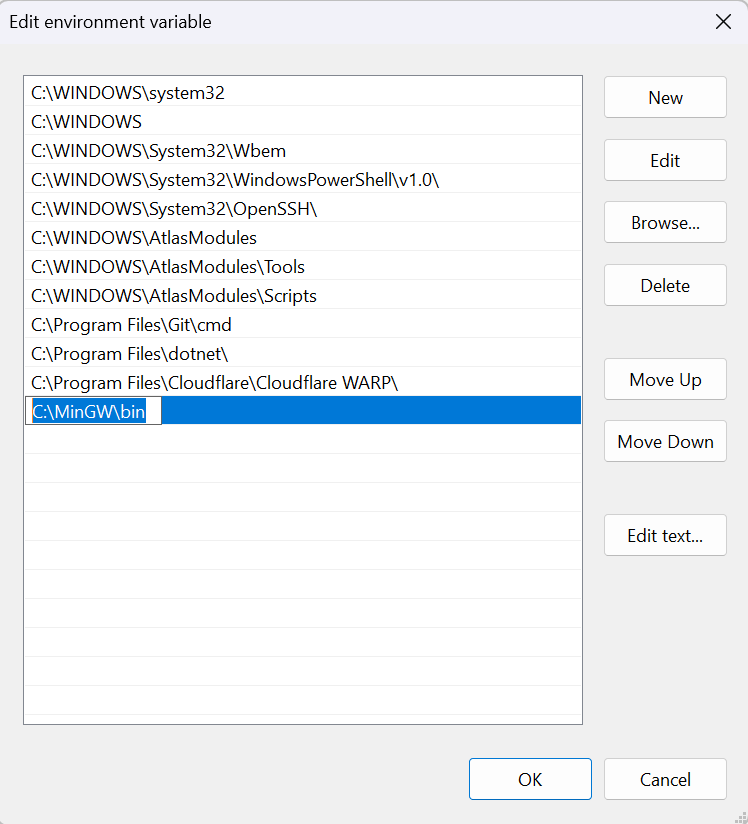 Edit environment variable
C:\WINDOWS\system32
C:\WINDOWS
C:\WINDOWS\System32\Wbem
C:\WINDOWS\System32\WindowsPowerShell\v1.0\
C:\WINDOWS\System32\OpenSSH\
C:\WINDOWS\AtlasModules
C:\WINDOWS\AtlasModules\Tools
C:\WINDOWS\AtlasModules\Scripts
C:\Program Files\Git\cmd
C:\Program Files\dotnet\
C:\Program Files\Cloudflare\Cloudflare WARP\
C:\MinGW\bin
New
Edit
Browse...
Delete
Move Up
Move Down
Edit text...
OK
Cancel